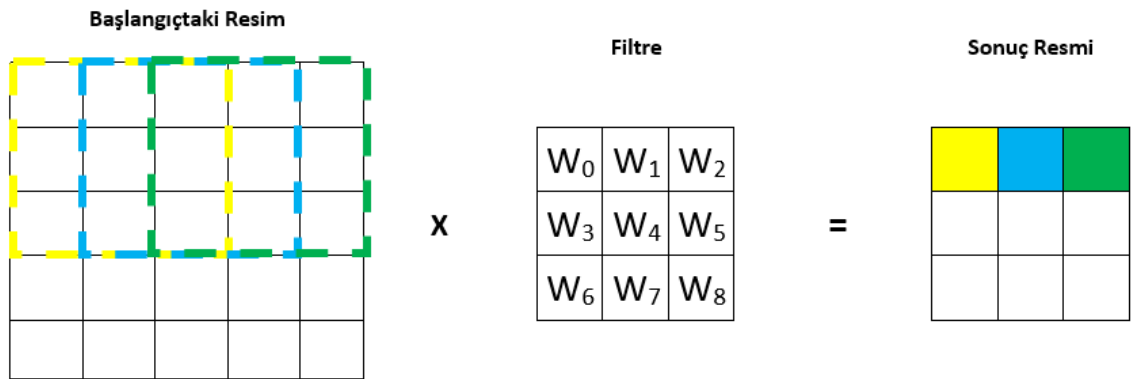 Başlangıçtaki Resim
Filtre
Sonuç Resmi
W₀ W₁ W₂
W₃ W₄ W₅
W₆ W₇ W₈
X
=